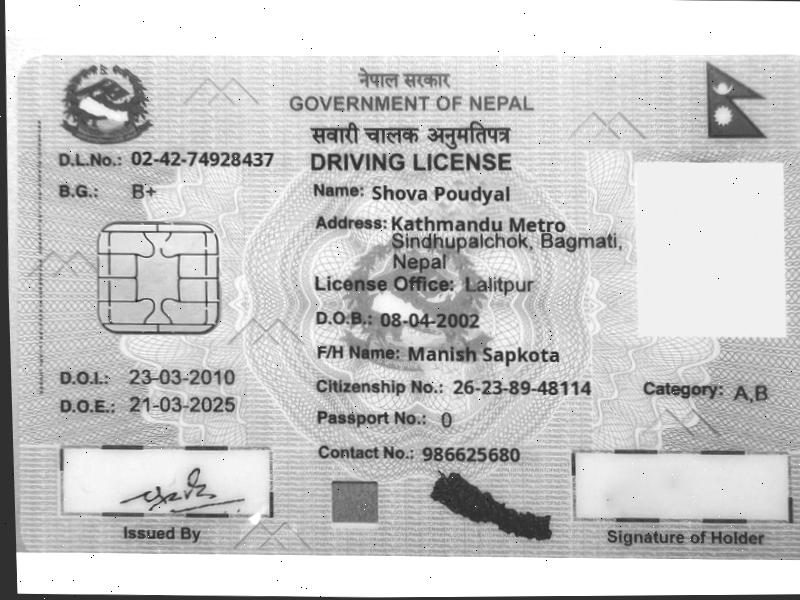 नेपाल सरकार
GOVERNMENT OF NEPAL
सवारी चालक अनुमतिपत्र
DRIVING LICENSE
D.L.No.: 02-42-74928437
B.G.: B+
Name: Shova Poudyal
Address: Kathmandu Metro
Sindhupalchok, Bagmati,
Nepal
License Office: Lalitpur
D.O.B.: 08-04-2002
F/H Name: Manish Sapkota
D.O.I.: 23-03-2010
Citizenship No.: 26-23-89-48114
Category: A,B
D.O.E.: 21-03-2025
Passport No.: 0
Contact No.: 986625680
Issued By
Signature of Holder